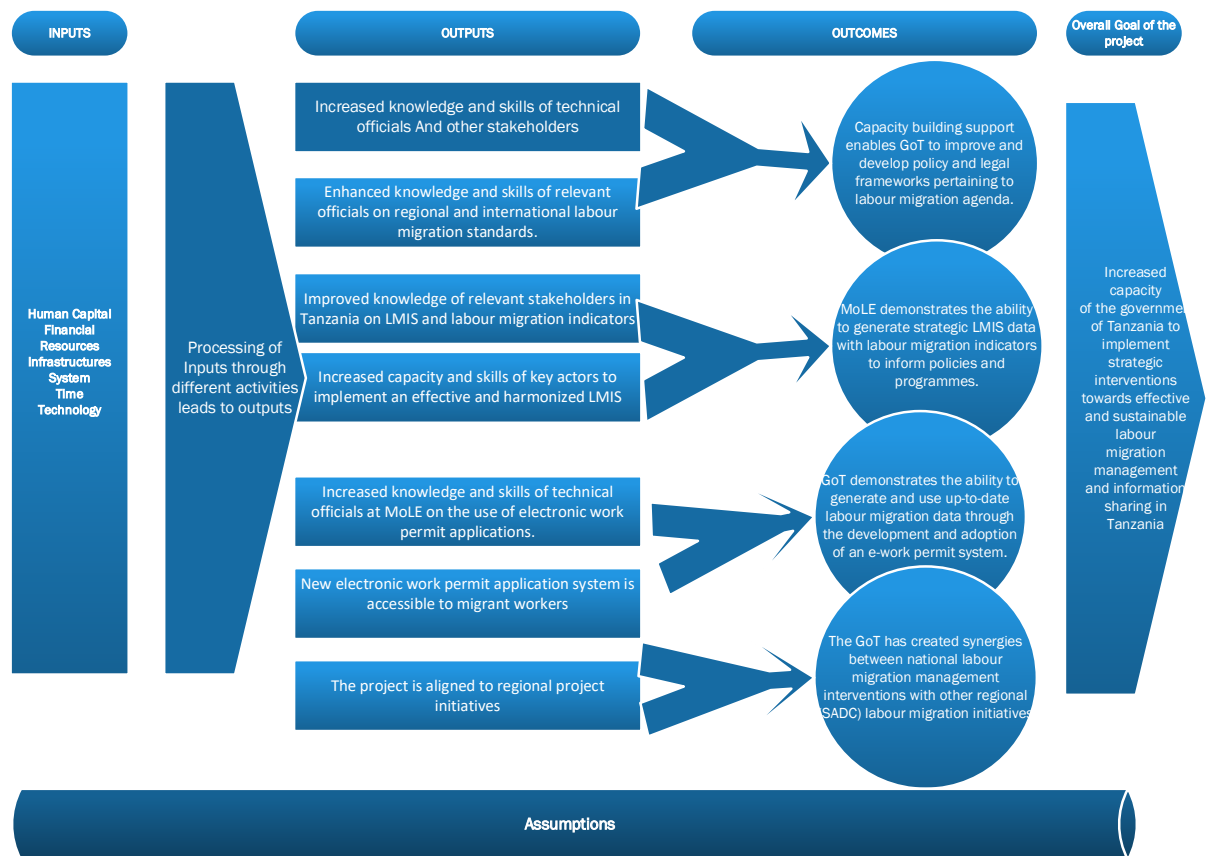 INPUTS
OUTPUTS
OUTCOMES
Overall Goal of the
project
Human Capital
Financial
Resources
Infrastructures
System
Time
Technology
Processing of
Inputs through
different activities
leads to outputs
Increased knowledge and skills of technical
officials And other stakeholders
Enhanced knowledge and skills of relevant
officials on regional and international labour
migration standards.
Improved knowledge of relevant stakeholders in
Tanzania on LMIS and labour migration indicators
Increased capacity and skills of key actors to
implement an effective and harmonized LMIS
Increased knowledge and skills of technical
officials at MoLE on the use of electronic work
permit applications.
New electronic work permit application system is
accessible to migrant workers
The project is aligned to regional project
initiatives
Capacity building support
enables GoT to improve and
develop policy and legal
frameworks pertaining to
labour migration agenda.
MoLE demonstrates the ability
to generate strategic LMIS data
with labour migration indicators
to inform policies and
programmes.
GoT demonstrates the ability to
generate and use up-to-date
labour migration data through
the development and adoption
of an e-work permit system.
The GoT has created synergies
between national labour
migration management
interventions with other regional
SADC) labour migration initiatives
Increased
capacity
of the governme
of Tanzania to
implement
strategic
interventions
towards effective
and sustainable
labour
migration
management
and information
sharing in
Tanzania
Assumptions